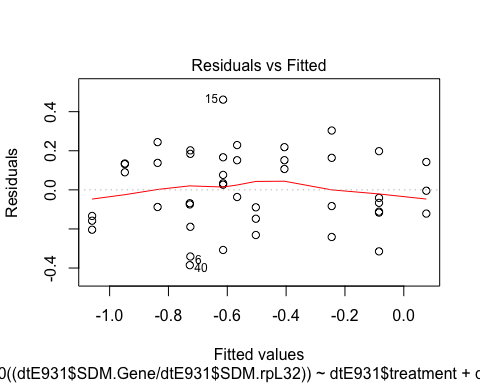 Residuals vs Fitted
Residuals
0.4
0.2
0.0
-0.4
15
6
40
-1.0 -0.8 -0.6 -0.4 -0.2 0.0
Fitted values
0((dtE931$SDM.Gene/dtE931$SDM.rpL32)) ~ dtE931$treatment + c